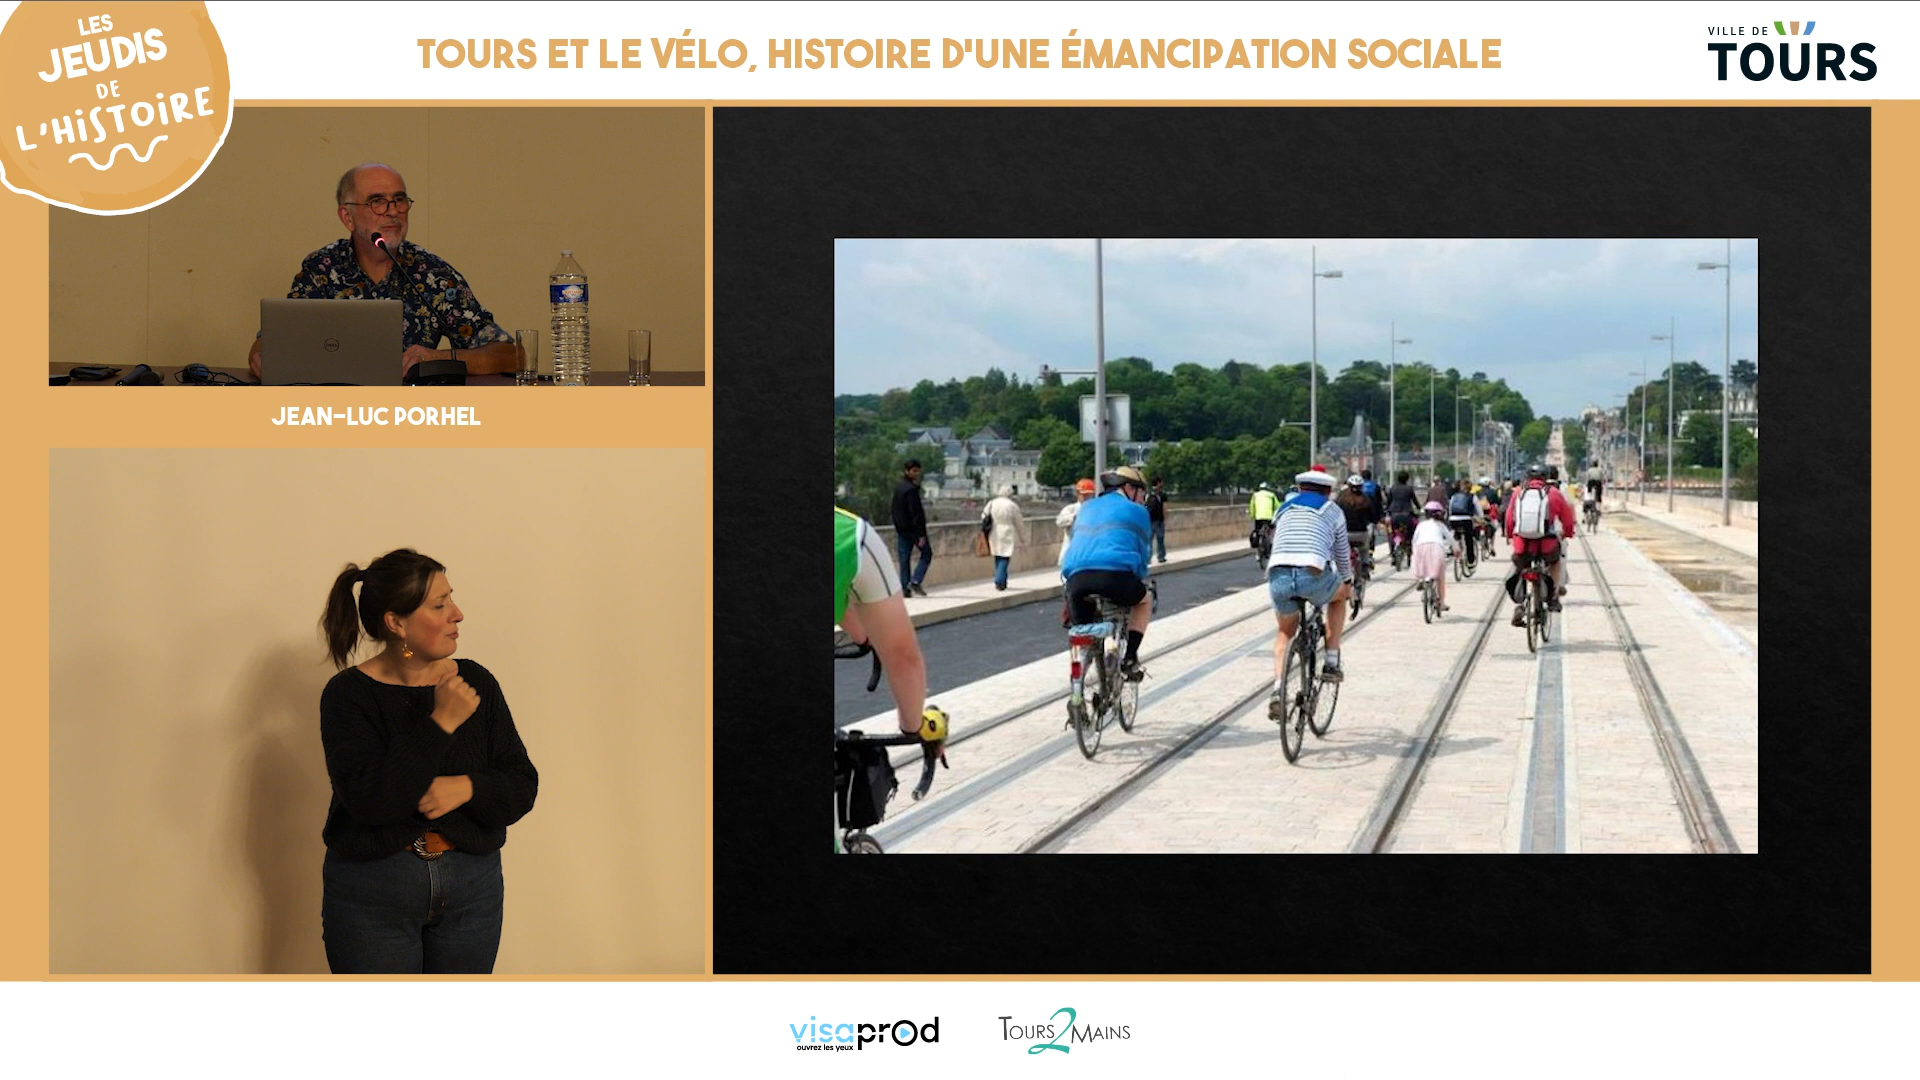 LES
JEUDIS
DE
L'HiSTOiRE
TOURS ET LE VÉLO, HISTOIRE D'UNE ÉMANCIPATION SOCIALE
VILLE DE
TOURS
DELL
JEAN-LUC PORHEL
visaprod
ouvrez les yeux
TOURS 2 MAINS